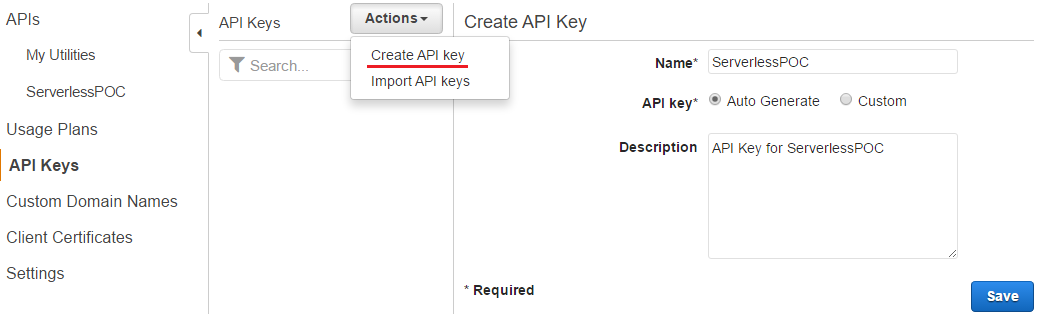 APIs
My Utilities
ServerlessPOC
Usage Plans
API Keys
Custom Domain Names
Client Certificates
Settings
API Keys
Actions
Search...
Create API key
Import API keys
Create API Key
Name* ServerlessPOC
API key* Auto Generate Custom
Description API Key for ServerlessPOC
* Required
Save